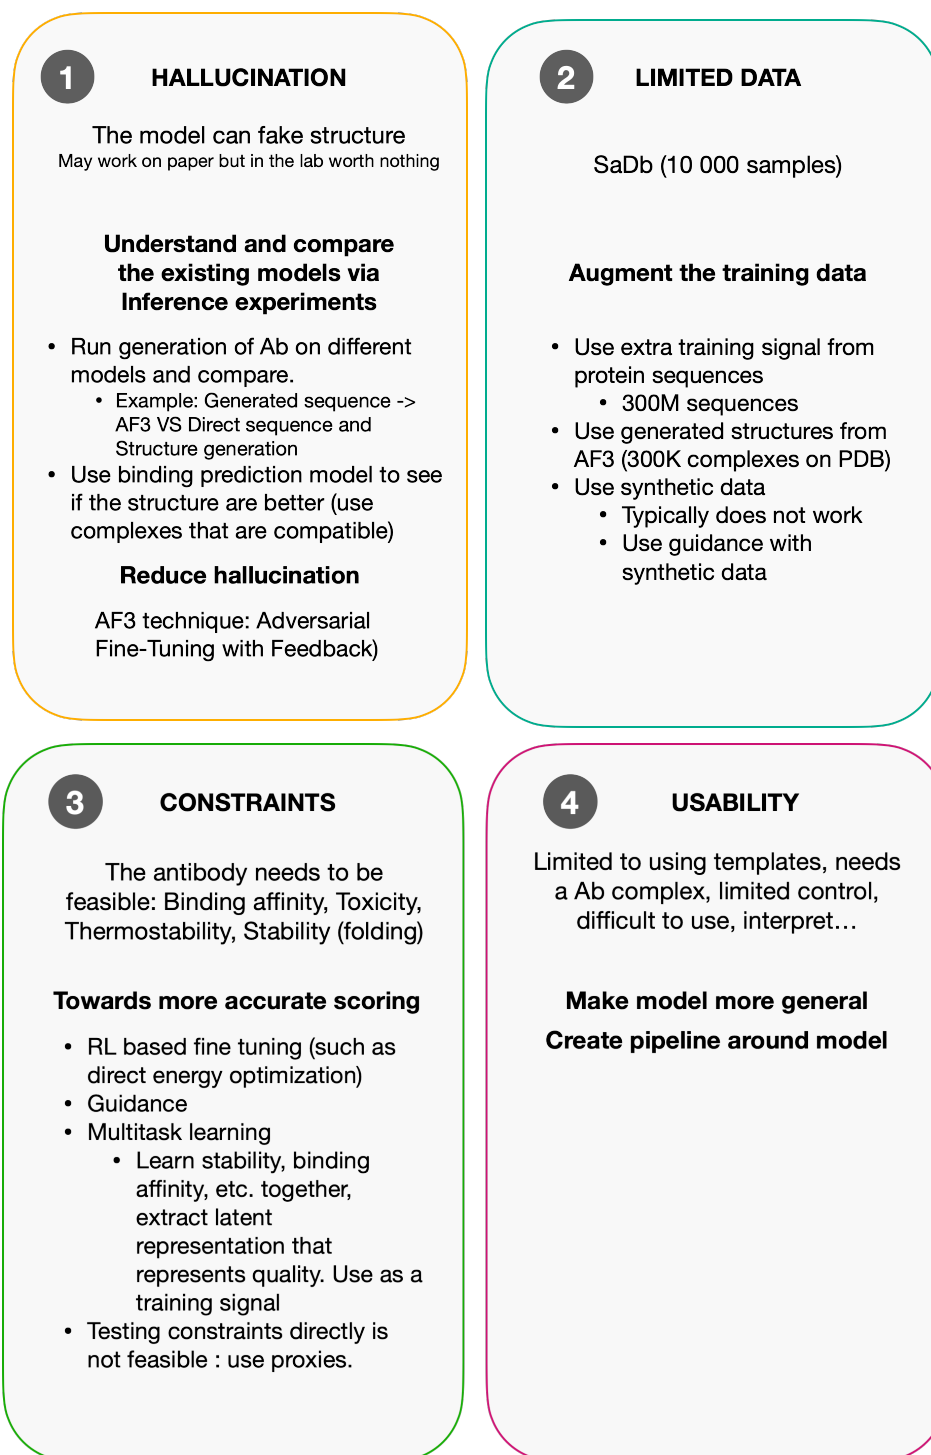 1 HALLUCINATION
The model can fake structure
May work on paper but in the lab worth nothing
Understand and compare
the existing models via
Inference experiments
• Run generation of Ab on different
models and compare.
• Example: Generated sequence ->
AF3 VS Direct sequence and
Structure generation
• Use binding prediction model to see
if the structure are better (use
complexes that are compatible)
Reduce hallucination
AF3 technique: Adversarial
Fine-Tuning with Feedback)
2 LIMITED DATA
SaDb (10 000 samples)
Augment the training data
• Use extra training signal from
protein sequences
• 300M sequences
• Use generated structures from
AF3 (300K complexes on PDB)
• Use synthetic data
• Typically does not work
• Use guidance with
synthetic data
3 CONSTRAINTS
The antibody needs to be
feasible: Binding affinity, Toxicity,
Thermostability, Stability (folding)
Towards more accurate scoring
• RL based fine tuning (such as
direct energy optimization)
• Guidance
• Multitask learning
• Learn stability, binding
affinity, etc. together,
extract latent
representation that
represents quality. Use as a
training signal
• Testing constraints directly is
not feasible : use proxies.
4 USABILITY
Limited to using templates, needs
a Ab complex, limited control,
difficult to use, interpret…
Make model more general
Create pipeline around model